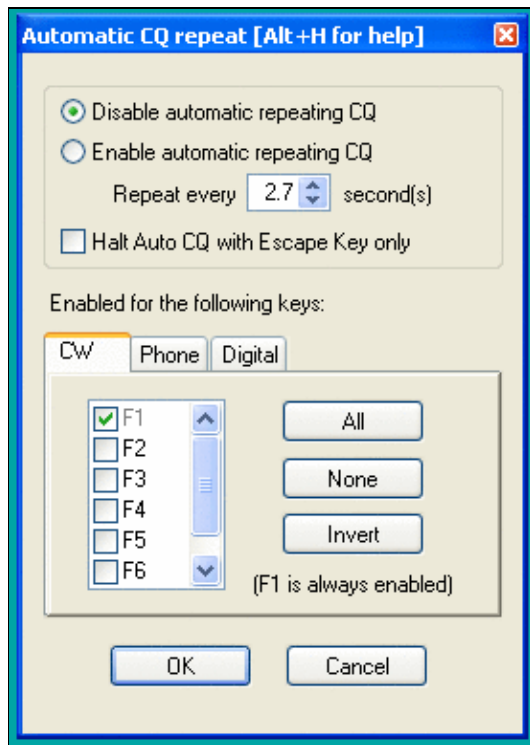 Automatic CQ repeat [Alt+H for help]
Disable automatic repeating CQ
Enable automatic repeating CQ
Repeat every 2.7 second(s)
Halt Auto CQ with Escape Key only
Enabled for the following keys:
CW Phone Digital
F1
F2
F3
F4
F5
F6
All
None
Invert
(F1 is always enabled)
OK Cancel